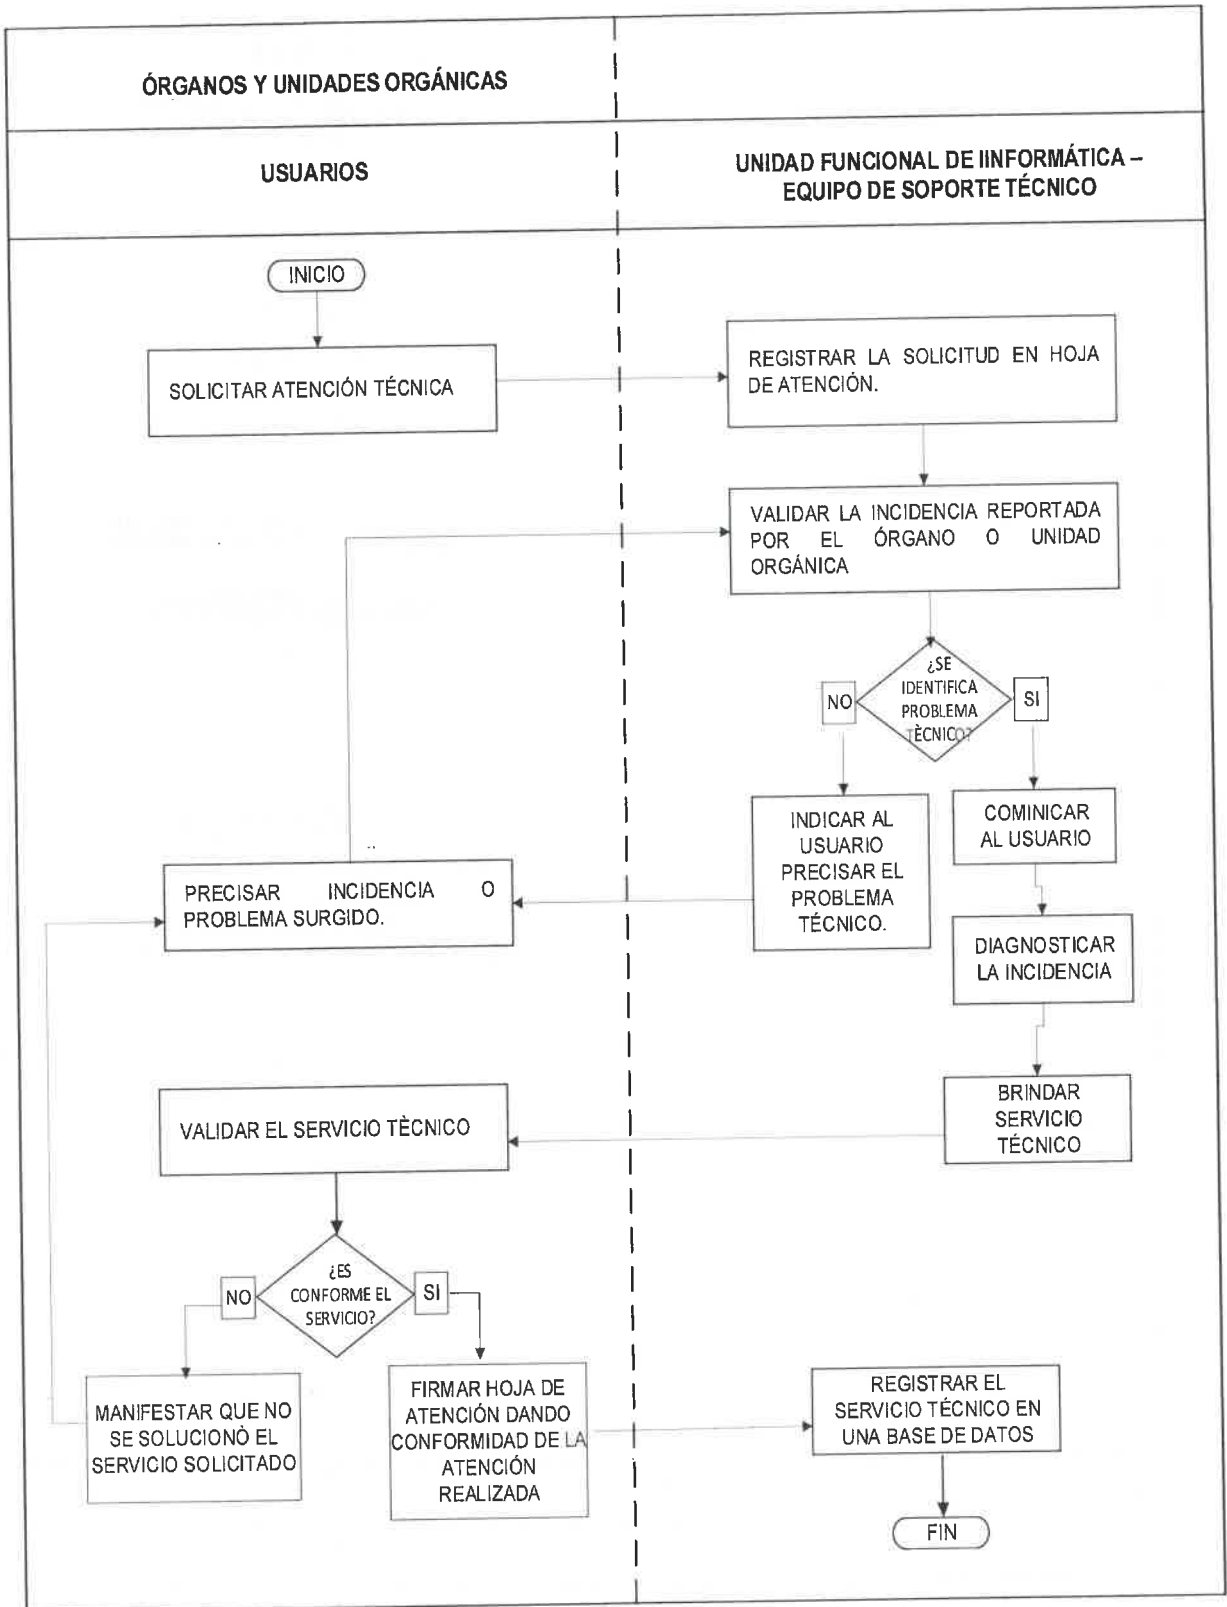 ÓRGANOS Y UNIDADES ORGÁNICAS
USUARIOS
UNIDAD FUNCIONAL DE IINFORMÁTICA –
EQUIPO DE SOPORTE TÉCNICO
INICIO
SOLICITAR ATENCIÓN TÉCNICA
REGISTRAR LA SOLICITUD EN HOJA
DE ATENCIÓN.
VALIDAR LA INCIDENCIA REPORTADA
POR EL ÓRGANO O UNIDAD
ORGÁNICA
¿SE
IDENTIFICA
PROBLEMA
TÈCNICO?
NO
SI
INDICAR AL
USUARIO
PRECISAR EL
PROBLEMA
TÉCNICO.
COMINICAR
AL USUARIO
PRECISAR INCIDENCIA O
PROBLEMA SURGIDO.
DIAGNOSTICAR
LA INCIDENCIA
BRINDAR
SERVICIO
TÉCNICO
VALIDAR EL SERVICIO TÈCNICO
¿ES
CONFORME EL
SERVICIO?
NO
SI
MANIFESTAR QUE NO
SE SOLUCIONÒ EL
SERVICIO SOLICITADO
FIRMAR HOJA DE
ATENCIÓN DANDO
CONFORMIDAD DE LA
ATENCIÓN
REALIZADA
REGISTRAR EL
SERVICIO TÉCNICO EN
UNA BASE DE DATOS
FIN